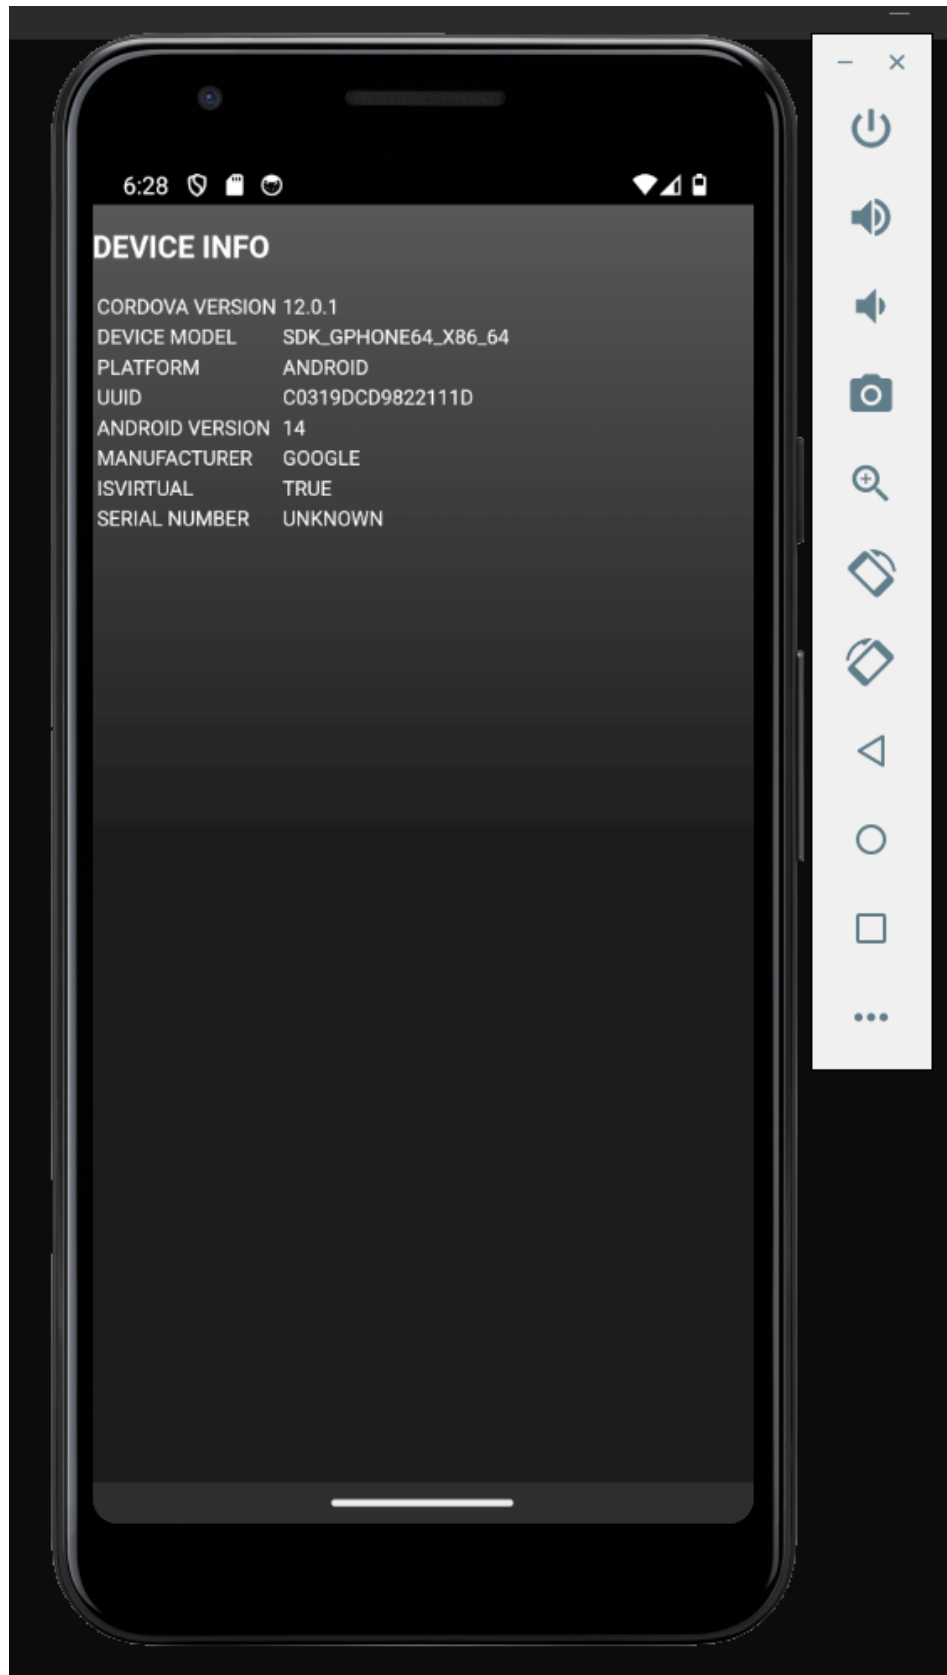 6:28
DEVICE INFO
CORDOVA VERSION 12.0.1
DEVICE MODEL SDK_GPHONE64_X86_64
PLATFORM ANDROID
UUID C0319DCD9822111D
ANDROID VERSION 14
MANUFACTURER GOOGLE
ISVIRTUAL TRUE
SERIAL NUMBER UNKNOWN